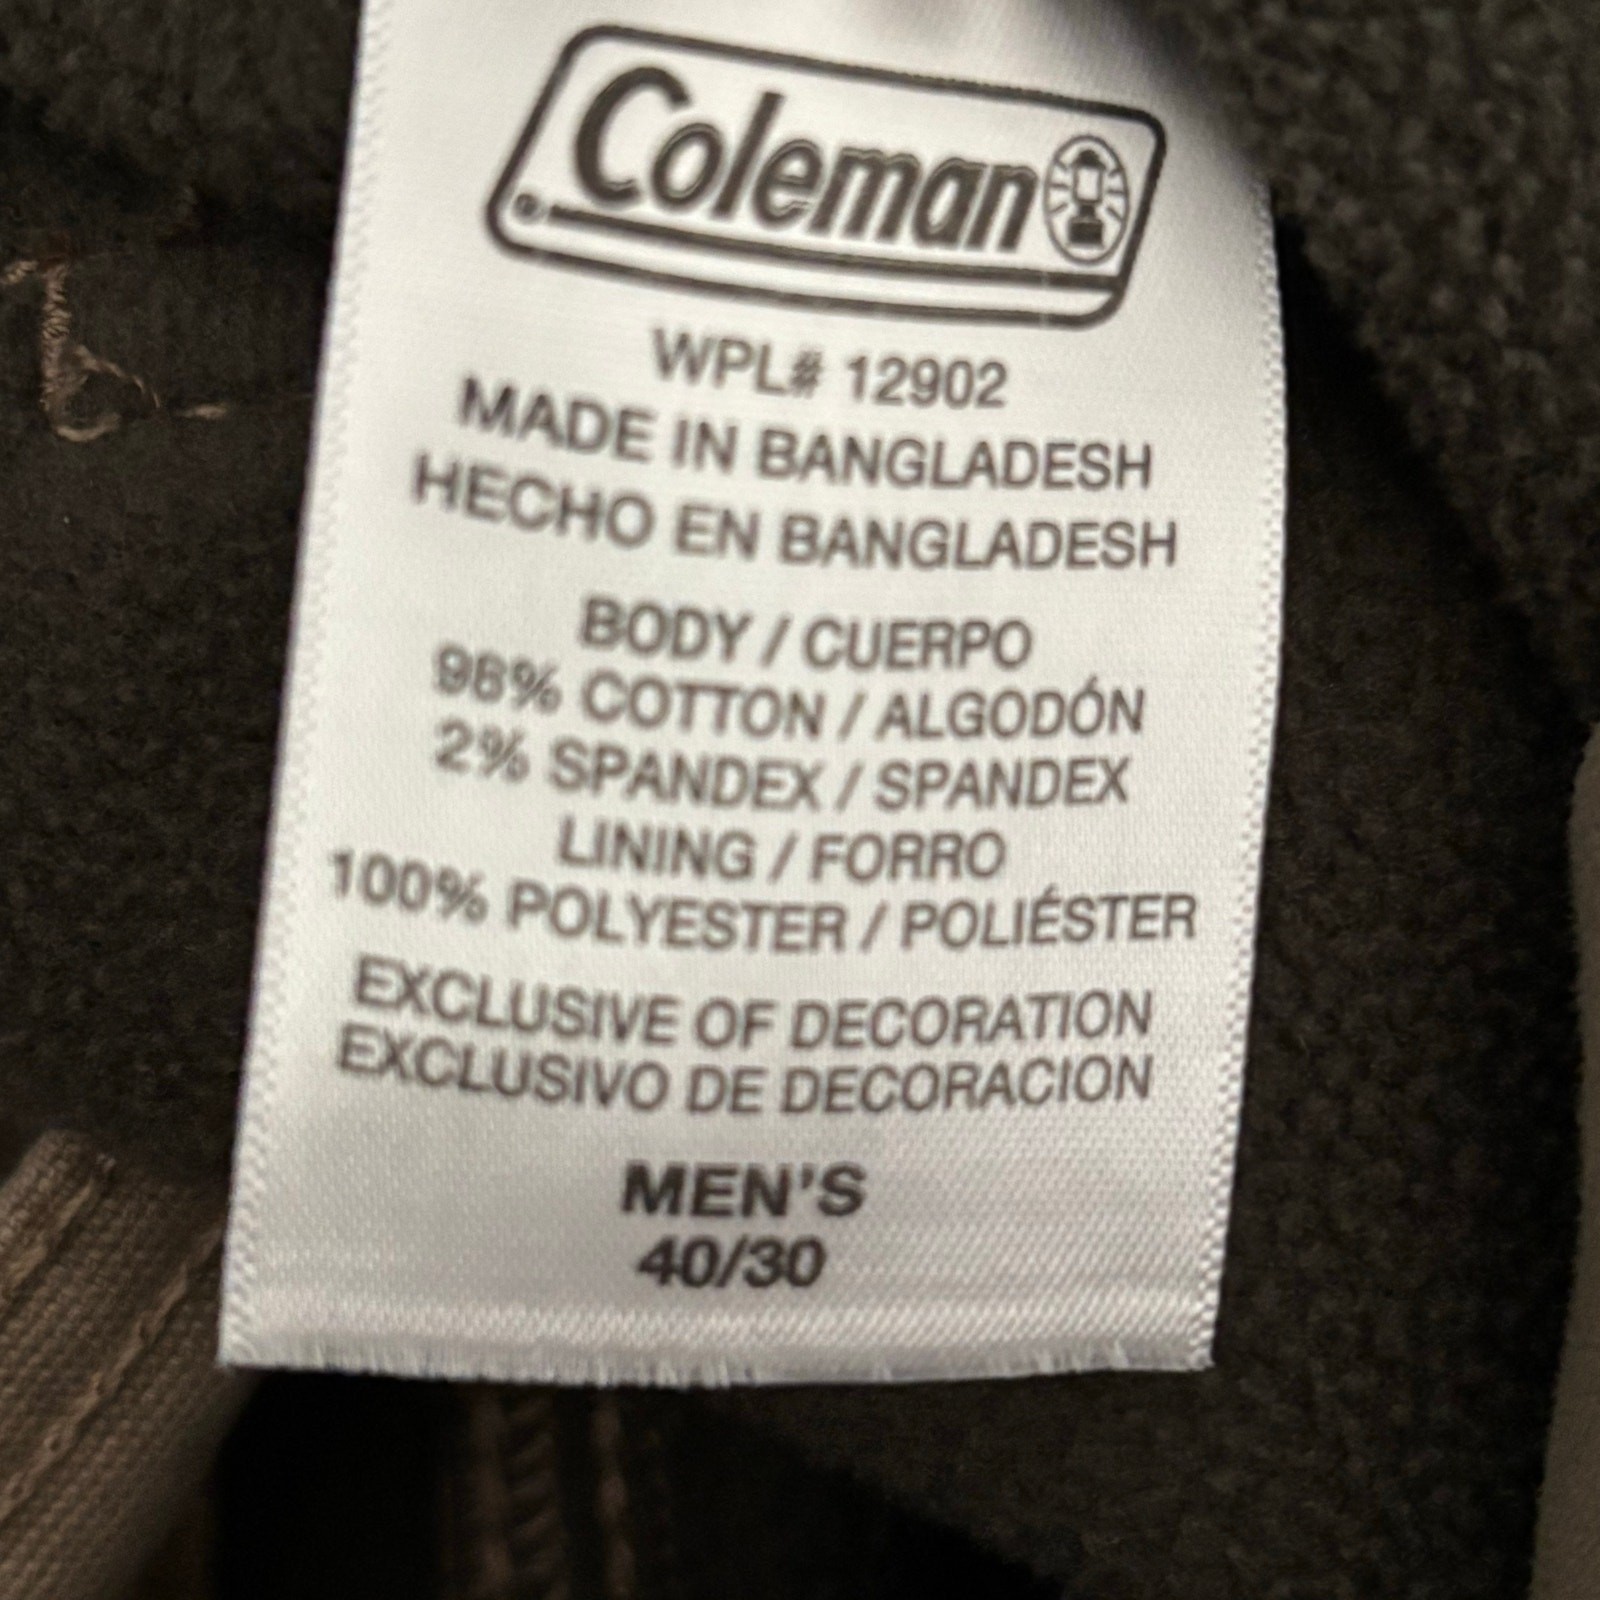 Coleman
WPL# 12902
MADE IN BANGLADESH
HECHO EN BANGLADESH
BODY / CUERPO
98% COTTON / ALGODÓN
2% SPANDEX / SPANDEX
LINING / FORRO
100% POLYESTER / POLIÉSTER
EXCLUSIVE OF DECORATION
EXCLUSIVO DE DECORACION
MEN'S
40/30